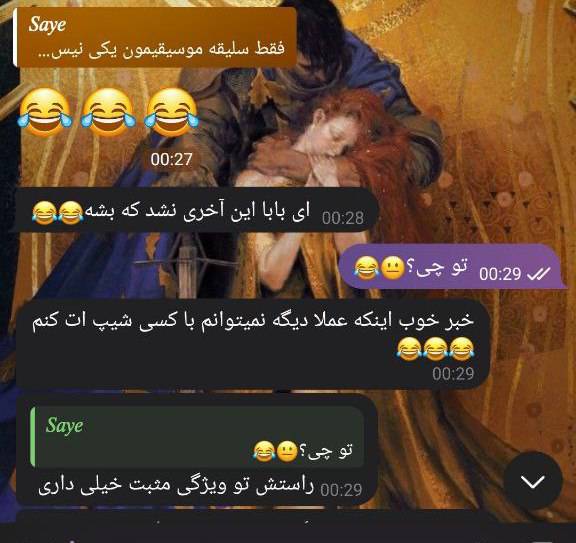 Saye
فقط سلیقه موسیقیمون یکی نیس...
😂😂😂
00:27
ای بابا این آخری نشد که بشه😂😂 00:28
تو چی؟😐😂 00:29
خبر خوب اینکه عملا دیگه نمیتوانم با کسی شیپ ات کنم
😂😂😂
00:29
Saye
تو چی؟😐😂
راستش تو ویژگی مثبت خیلی داری 00:29